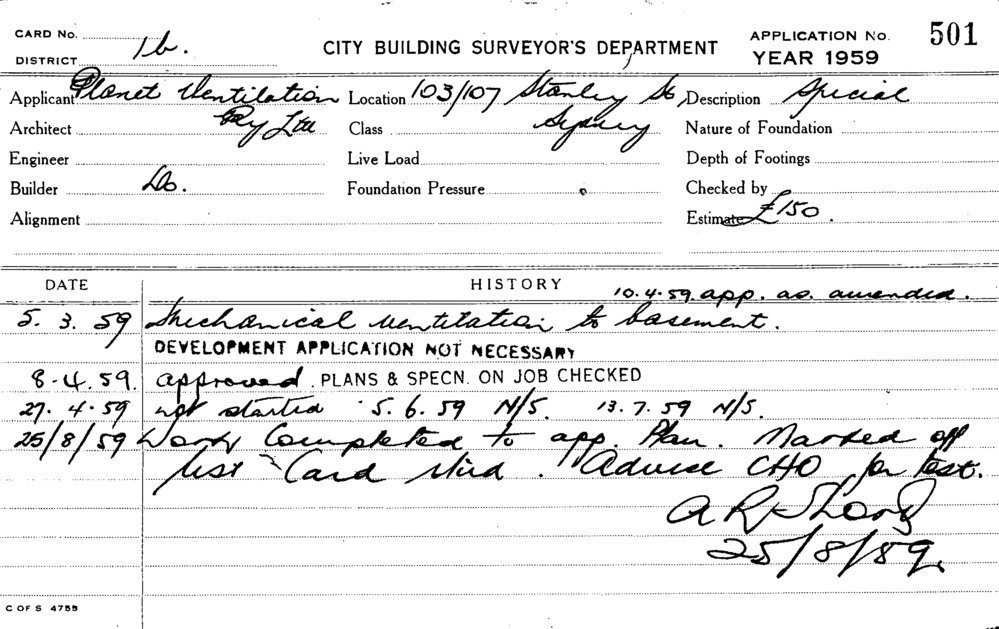 CARD No.
DISTRICT 1b.
CITY BUILDING SURVEYOR'S DEPARTMENT
APPLICATION No. 501
YEAR 1959
Applicant Planet Ventilation Location 103/107 Stanley St, Description Special
Pty Ltd Sydney
Architect Class Nature of Foundation
Engineer Live Load Depth of Footings
Builder Do. Foundation Pressure Checked by
Alignment Estimate £150.
DATE HISTORY
10.4.59 app. as amended.
5.3.59 Mechanical ventilation to basement.
DEVELOPMENT APPLICATION NOT NECESSARY
8.4.59. approved. PLANS & SPECN. ON JOB CHECKED
27.4.59 not started 5.6.59 N/S. 13.7.59 N/S.
25/8/59 Work Completed to app. Plan. Marked off
list Card. Advise CHO for test.
25/8/59.
C OF S 4759